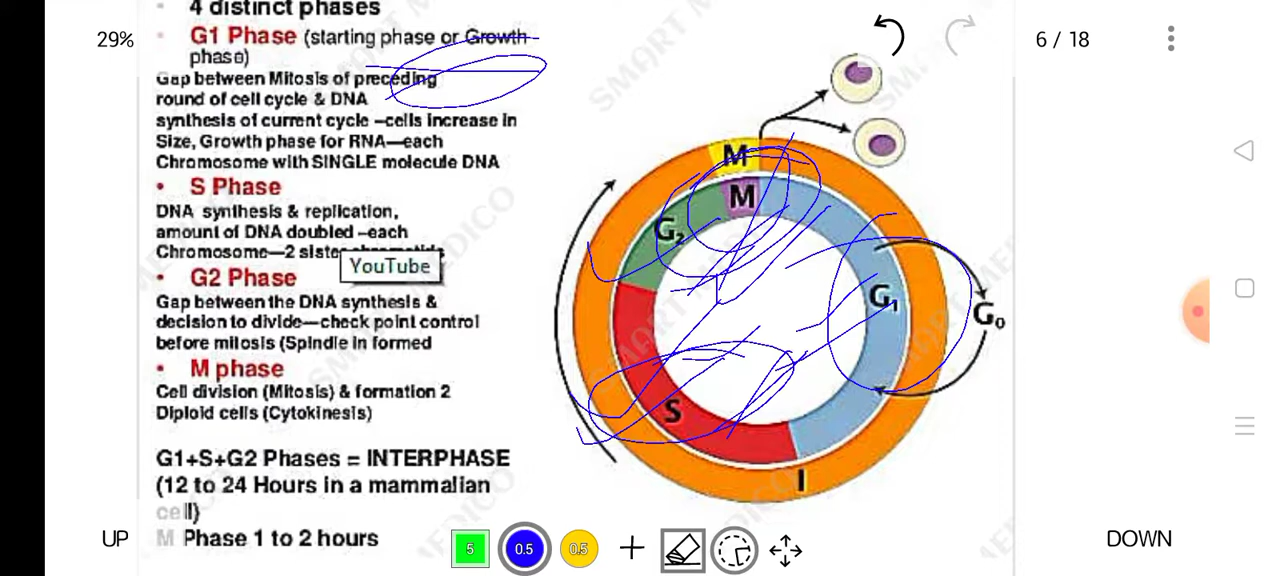 4 distinct phases
29%
• G1 Phase (starting phase or Growth
phase)
Gap between Mitosis of preceding
round of cell cycle & DNA
synthesis of current cycle –cells increase in
Size, Growth phase for RNA—each
Chromosome with SINGLE molecule DNA
• S Phase
DNA synthesis & replication,
amount of DNA doubled –each
Chromosome—2 sister chromatids
YouTube
• G2 Phase
Gap between the DNA synthesis &
decision to divide—check point control
before mitosis (Spindle in formed
• M phase
Cell division (Mitosis) & formation 2
Diploid cells (Cytokinesis)
G1+S+G2 Phases = INTERPHASE
(12 to 24 Hours in a mammalian
cell)
M Phase 1 to 2 hours
UP
M
M
G2
G1
G0
S
I
6 / 18
5
0.5
0.5
DOWN
SMART MEDICO